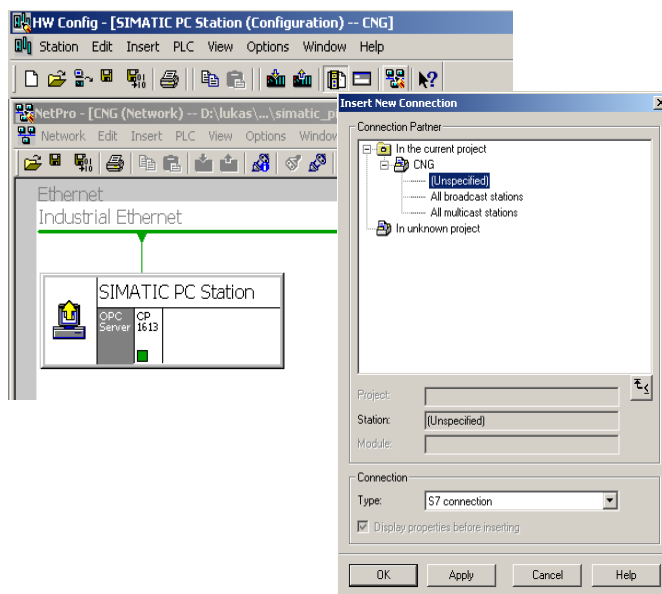 HW Config - [SIMATIC PC Station (Configuration) -- CNG]
Station Edit Insert PLC View Options Window Help
NetPro - [CNG (Network) -- D:\lukas\...\simatic_p
Network Edit Insert PLC View Options Window
Ethernet
Industrial Ethernet
SIMATIC PC Station
OPC Server
CP 1613
Insert New Connection
Connection Partner
In the current project
CNG
(Unspecified)
All broadcast stations
All multicast stations
In unknown project
Project:
Station: (Unspecified)
Module:
Connection
Type: S7 connection
Display properties before inserting
OK Apply Cancel Help